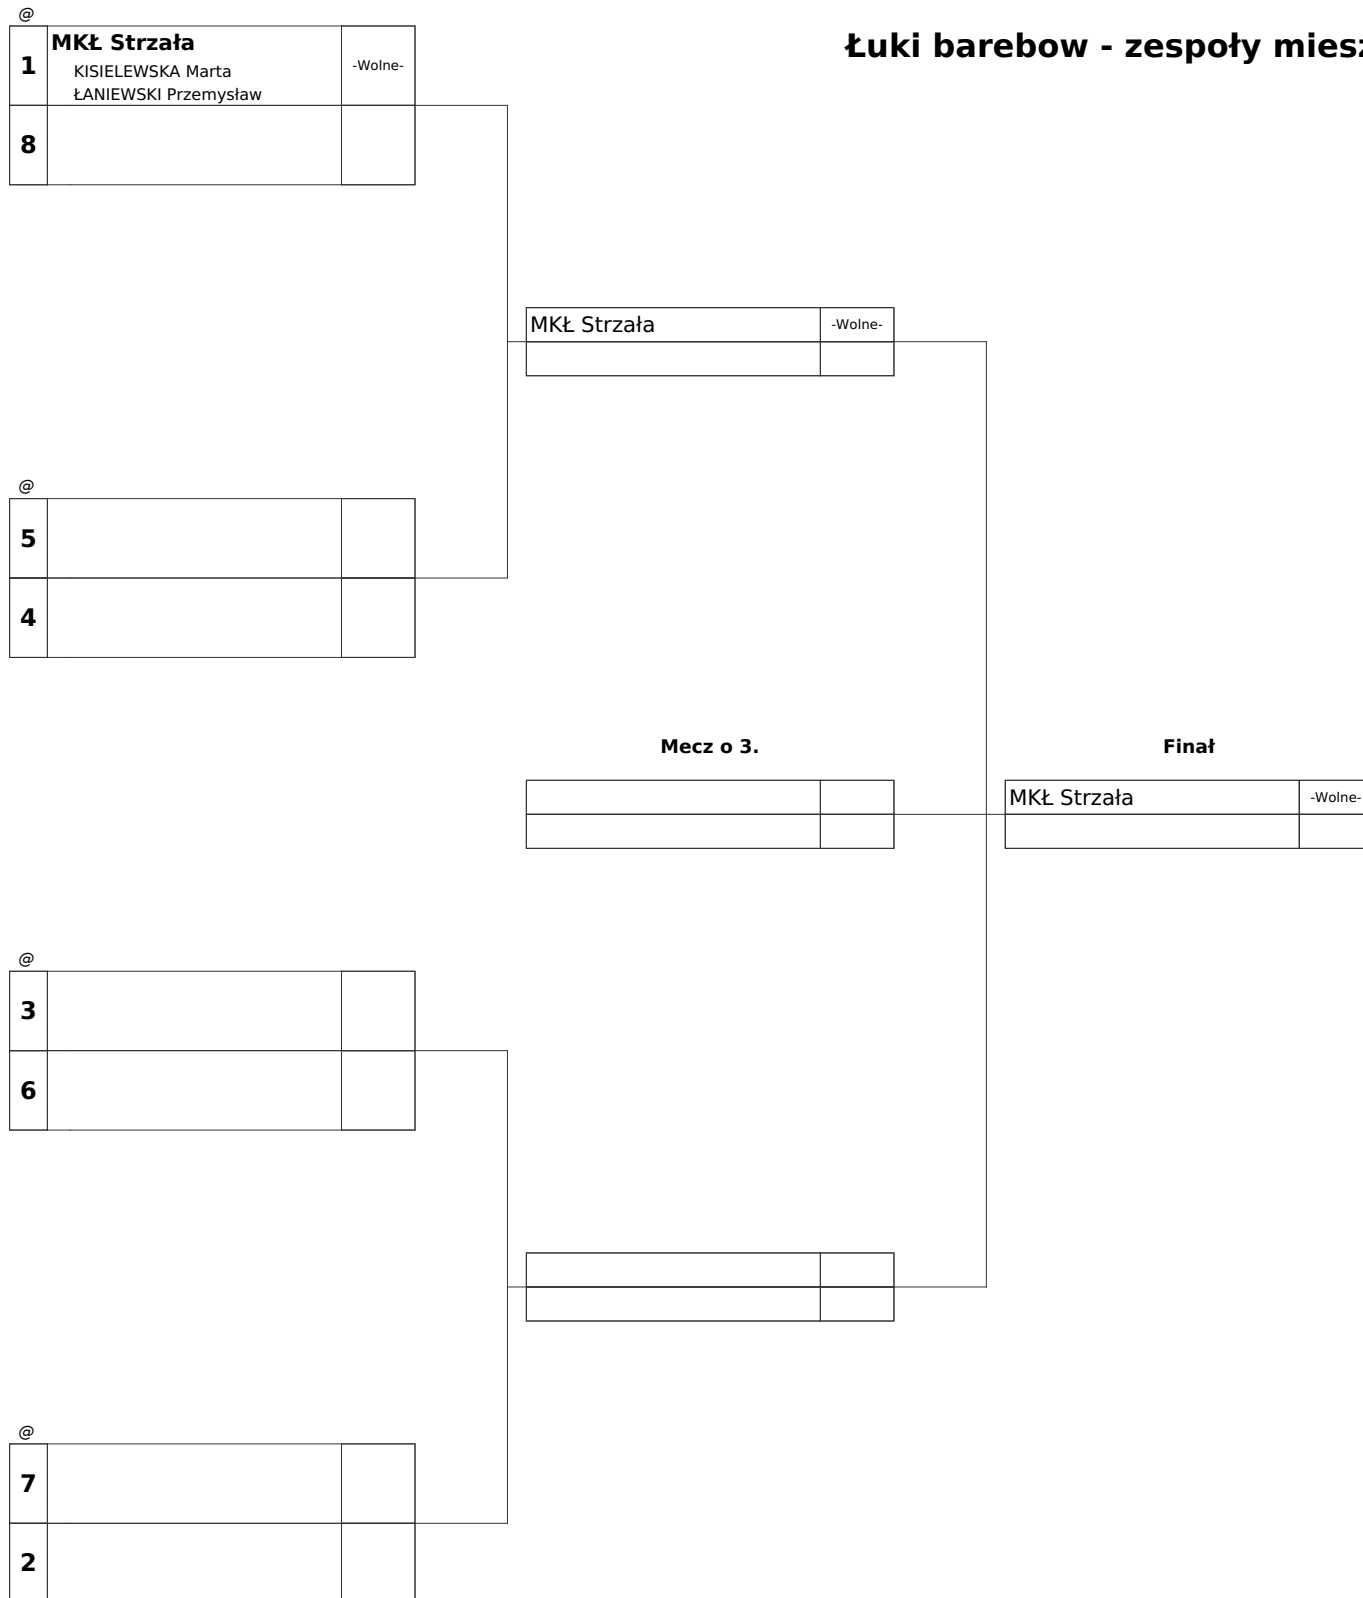 @
1
MKŁ Strzała
KISIELEWSKA Marta
ŁANIEWSKI Przemysław
-Wolne-
Łuki barebow - zespoły miesz
8
MKŁ Strzała -Wolne-
@
5
4
Mecz o 3.
Finał
MKŁ Strzała -Wolne-
@
3
6
@
7
2